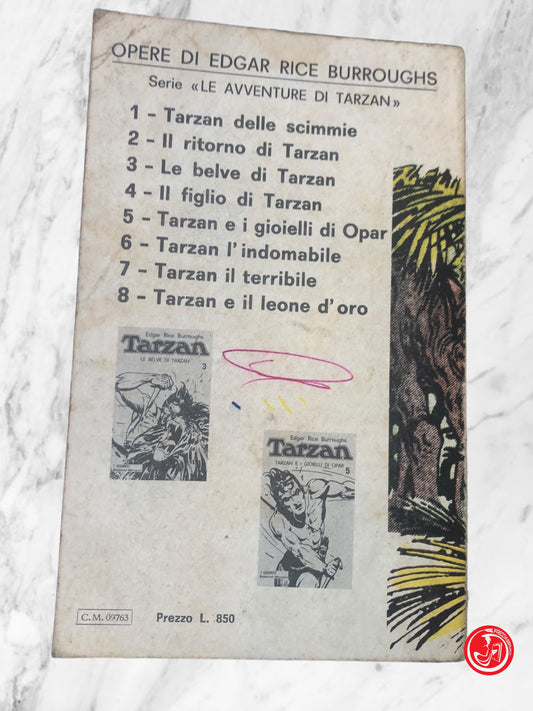 OPERE DI EDGAR RICE BURROUGHS
Serie «LE AVVENTURE DI TARZAN»
1 - Tarzan delle scimmie
2 - Il ritorno di Tarzan
3 - Le belve di Tarzan
4 - Il figlio di Tarzan
5 - Tarzan e i gioielli di Opar
6 - Tarzan l'indomabile
7 - Tarzan il terribile
8 - Tarzan e il leone d'oro
Edgar Rice Burroughs
Tarzan
LE BELVE DI TARZAN
3
GIUNTI
Edgar Rice Burroughs
Tarzan
TARZAN E I GIOIELLI DI OPAR
5
GIUNTI
C.M. 09763
Prezzo L. 850